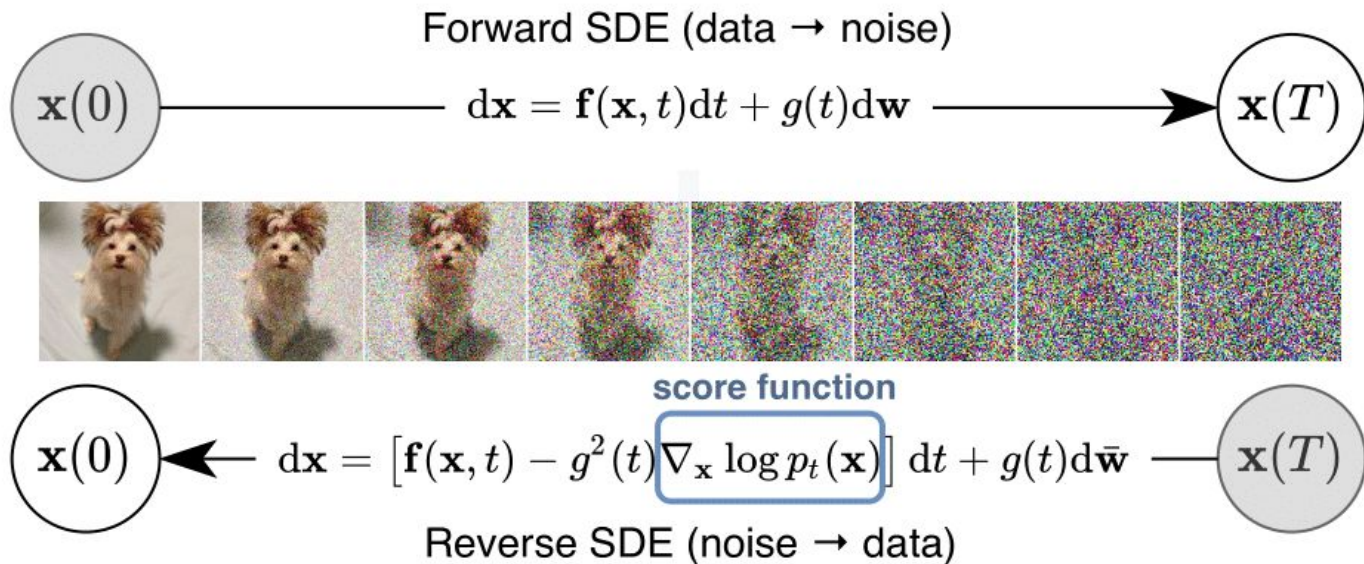 Forward SDE (data → noise)
x(0) dx = f(x, t)dt + g(t)dw x(T)
score function
x(0) dx = [f(x, t) − g²(t)∇ₓ log pₜ(x)] dt + g(t)dw̄ x(T)
Reverse SDE (noise → data)